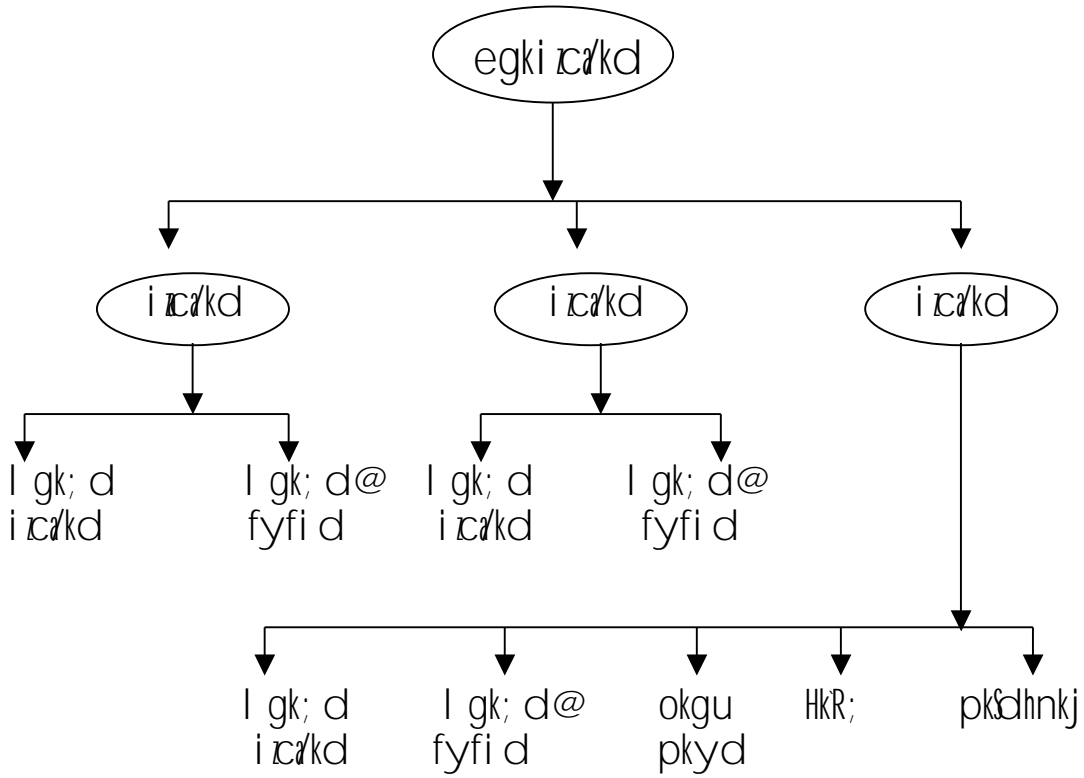 egkizca/kd
izca/kd izca/kd izca/kd
lgk;d lgk;d@ lgk;d lgk;d@
izca/kd fyfid izca/kd fyfid
lgk;d lgk;d@ okgu Hk`R; pkSdhnkj
izca/kd fyfid pkyd